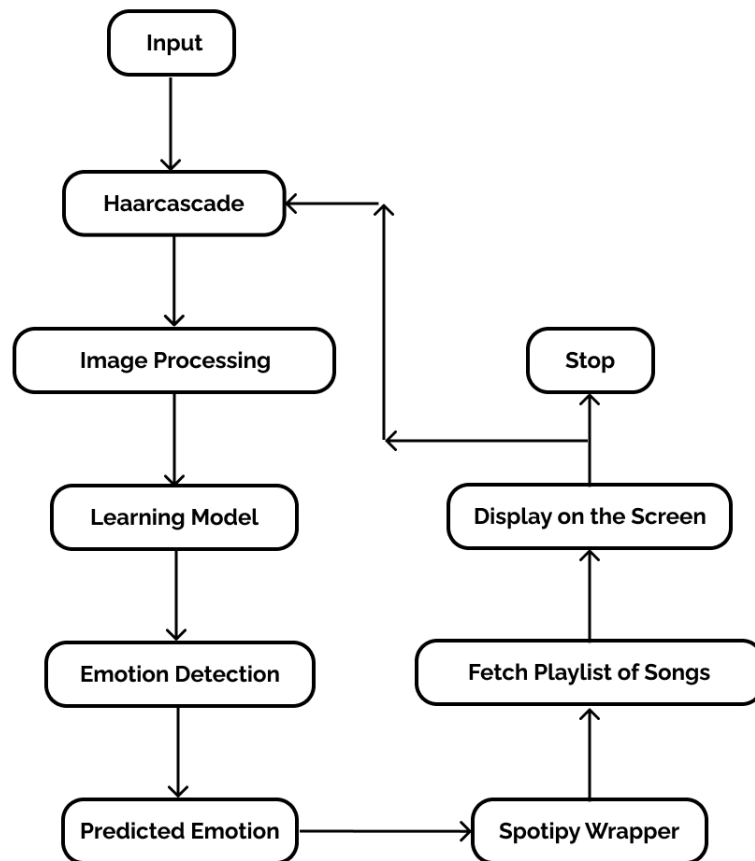 Input
Haarcascade
Image Processing
Learning Model
Emotion Detection
Predicted Emotion
Spotipy Wrapper
Fetch Playlist of Songs
Display on the Screen
Stop